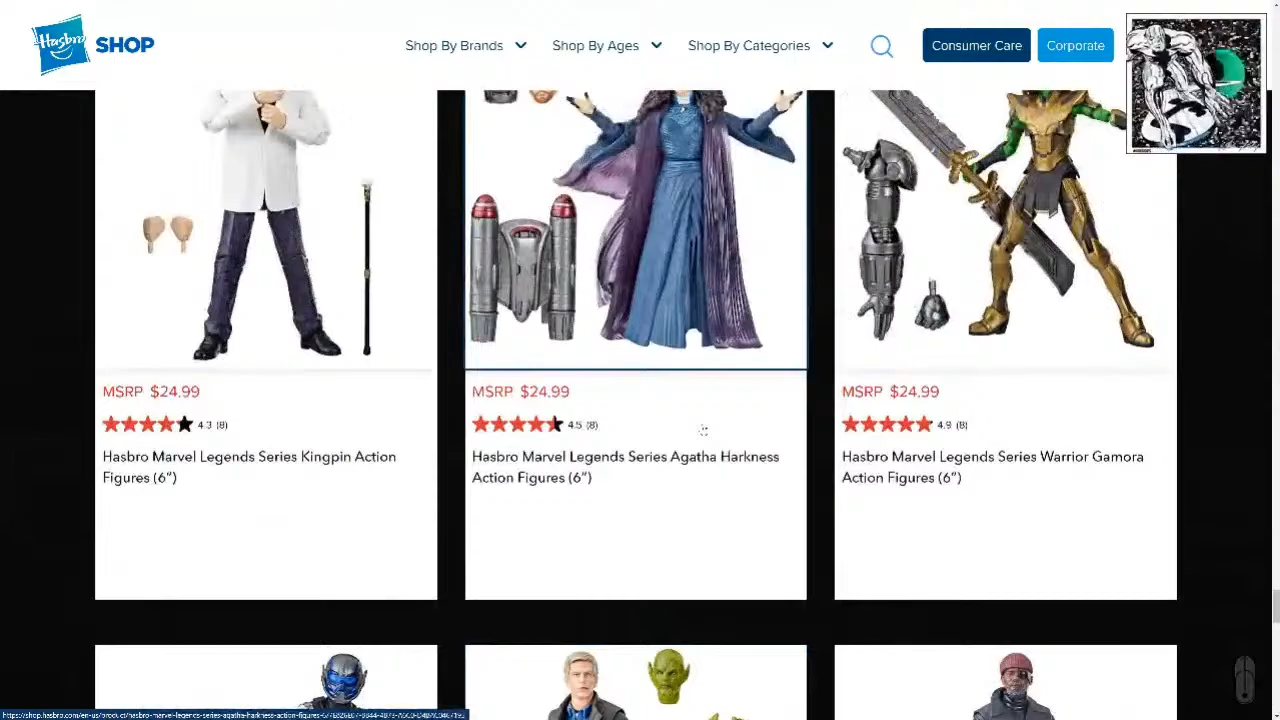 Hasbro SHOP
Shop By Brands Shop By Ages Shop By Categories Consumer Care Corporate
MSRP $24.99
4.3 (8)
Hasbro Marvel Legends Series Kingpin Action
Figures (6")
MSRP $24.99
4.5 (8)
Hasbro Marvel Legends Series Agatha Harkness
Action Figures (6")
MSRP $24.99
4.9 (8)
Hasbro Marvel Legends Series Warrior Gamora
Action Figures (6")